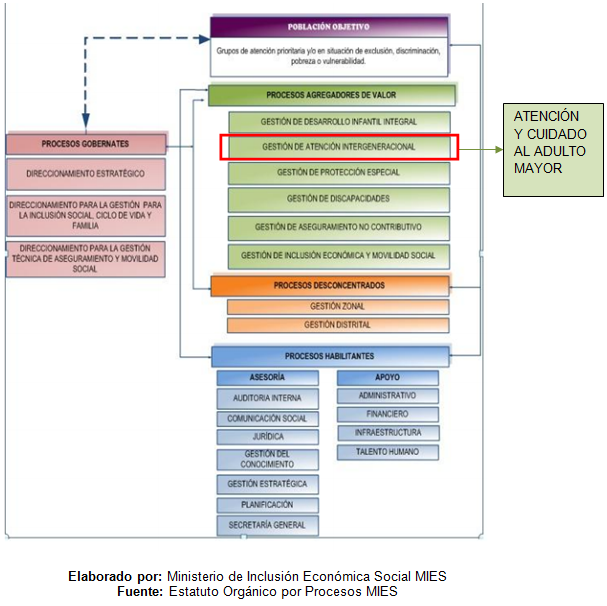 POBLACIÓN OBJETIVO
Grupos de atención prioritaria y/o en situación de exclusión, discriminación,
pobreza o vulnerabilidad.
PROCESOS AGREGADORES DE VALOR
GESTIÓN DE DESARROLLO INFANTIL INTEGRAL
GESTIÓN DE ATENCIÓN INTERGENERACIONAL
GESTIÓN DE PROTECCIÓN ESPECIAL
GESTIÓN DE DISCAPACIDADES
GESTIÓN DE ASEGURAMIENTO NO CONTRIBUTIVO
GESTIÓN DE INCLUSIÓN ECONÓMICA Y MOVILIDAD SOCIAL
ATENCIÓN
Y CUIDADO
AL ADULTO
MAYOR
PROCESOS GOBERNATES
DIRECCIONAMIENTO ESTRATÉGICO
DIRECCIONAMIENTO PARA LA GESTIÓN PARA
LA INCLUSIÓN SOCIAL, CICLO DE VIDA Y
FAMILIA
DIRECCIONAMIENTO PARA LA GESTIÓN
TÉCNICA DE ASEGURAMIENTO Y MOVILIDAD
SOCIAL
PROCESOS DESCONCENTRADOS
GESTIÓN ZONAL
GESTIÓN DISTRITAL
PROCESOS HABILITANTES
ASESORÍA
AUDITORIA INTERNA
COMUNICACIÓN SOCIAL
JURÍDICA
GESTIÓN DEL
CONOCIMIENTO
GESTIÓN ESTRATÉGICA
PLANIFICACIÓN
SECRETARÍA GENERAL
APOYO
ADMINISTRATIVO
FINANCIERO
INFRAESTRUCTURA
TALENTO HUMANO
Elaborado por: Ministerio de Inclusión Económica Social MIES
Fuente: Estatuto Orgánico por Procesos MIES